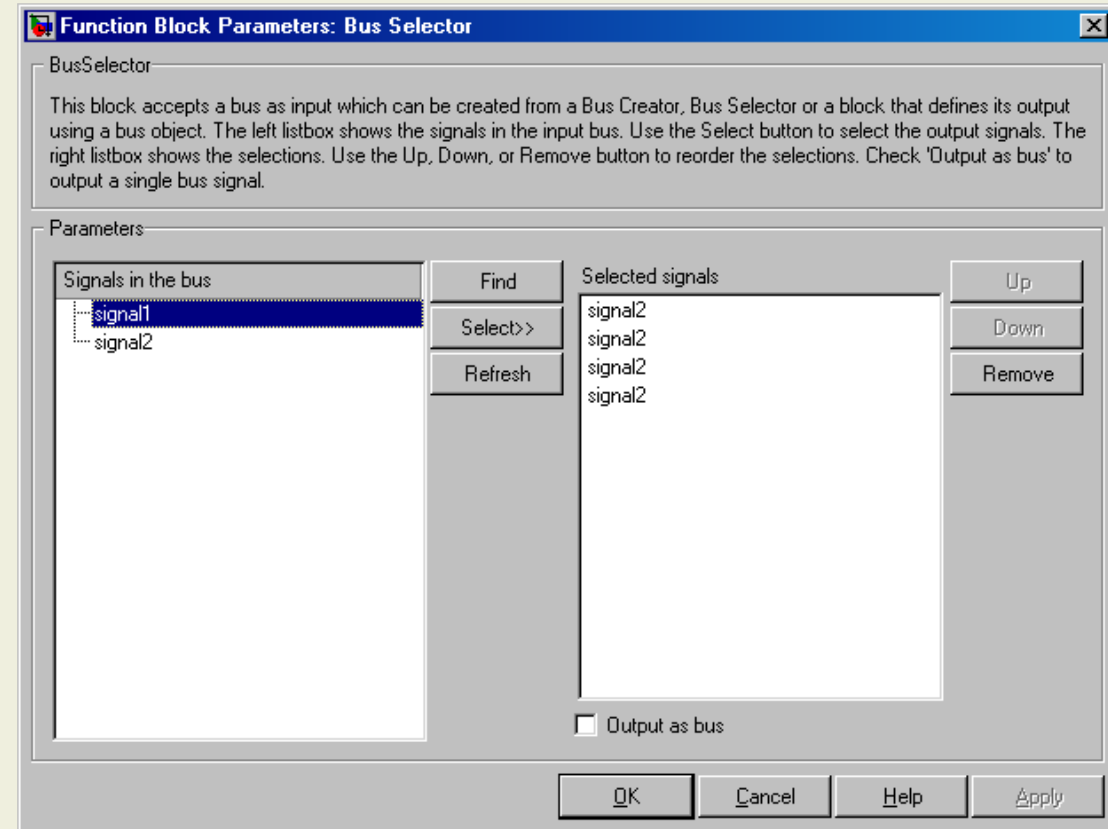 Function Block Parameters: Bus Selector
BusSelector
This block accepts a bus as input which can be created from a Bus Creator, Bus Selector or a block that defines its output
using a bus object. The left listbox shows the signals in the input bus. Use the Select button to select the output signals. The
right listbox shows the selections. Use the Up, Down, or Remove button to reorder the selections. Check 'Output as bus' to
output a single bus signal.
Parameters
Signals in the bus
signal1
signal2
Find
Select>>
Refresh
Selected signals
signal2
signal2
signal2
signal2
Up
Down
Remove
Output as bus
OK
Cancel
Help
Apply